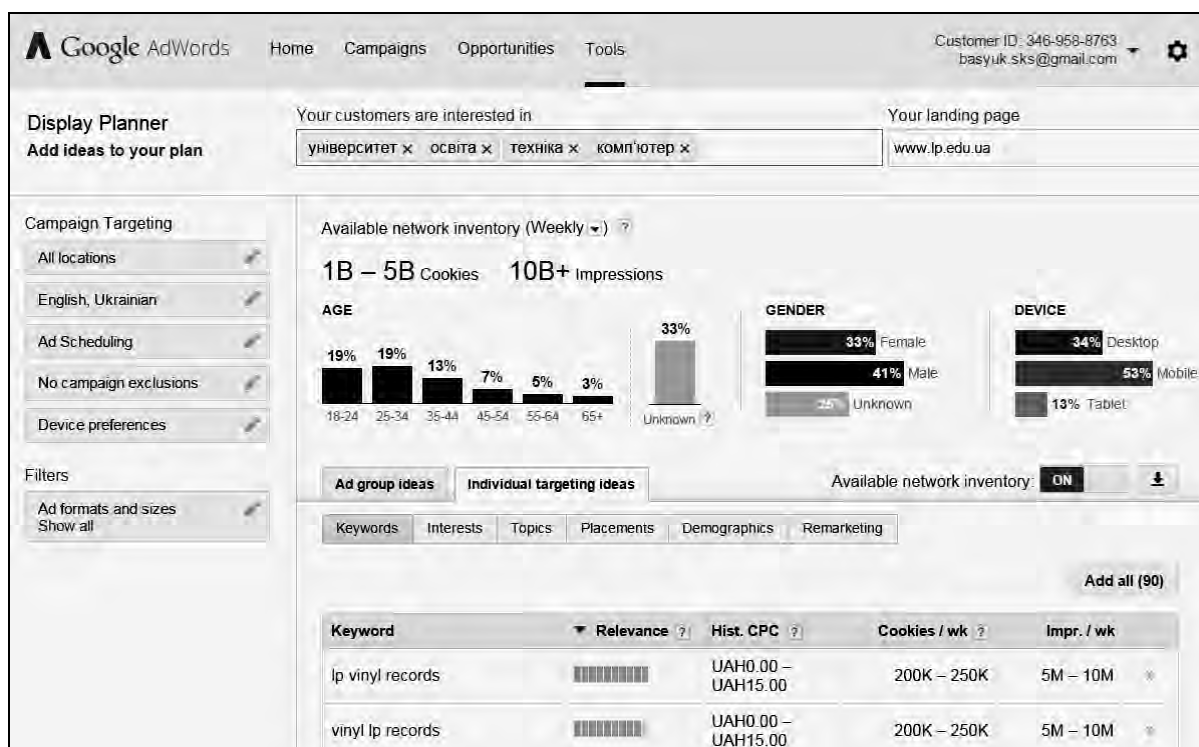 Google AdWords Home Campaigns Opportunities Tools
Customer ID: 346-958-8763
basyuk.sks@gmail.com
Display Planner
Add ideas to your plan
Your customers are interested in
університет × освіта × техніка × комп'ютер ×
Your landing page
www.lp.edu.ua
Campaign Targeting
All locations
English, Ukrainian
Ad Scheduling
No campaign exclusions
Device preferences
Filters
Ad formats and sizes
Show all
Available network inventory (Weekly) ?
1B – 5B Cookies 10B+ Impressions
AGE
19% 19% 13% 7% 5% 3% 33%
18-24 25-34 35-44 45-54 55-64 65+ Unknown ?
GENDER
33% Female
41% Male
25% Unknown
DEVICE
34% Desktop
53% Mobile
13% Tablet
Ad group ideas Individual targeting ideas Available network inventory: ON
Keywords Interests Topics Placements Demographics Remarketing
Add all (90)
Keyword Relevance ? Hist. CPC ? Cookies / wk ? Impr. / wk
lp vinyl records UAH0.00 – UAH15.00 200K – 250K 5M – 10M
vinyl lp records UAH0.00 – UAH15.00 200K – 250K 5M – 10M